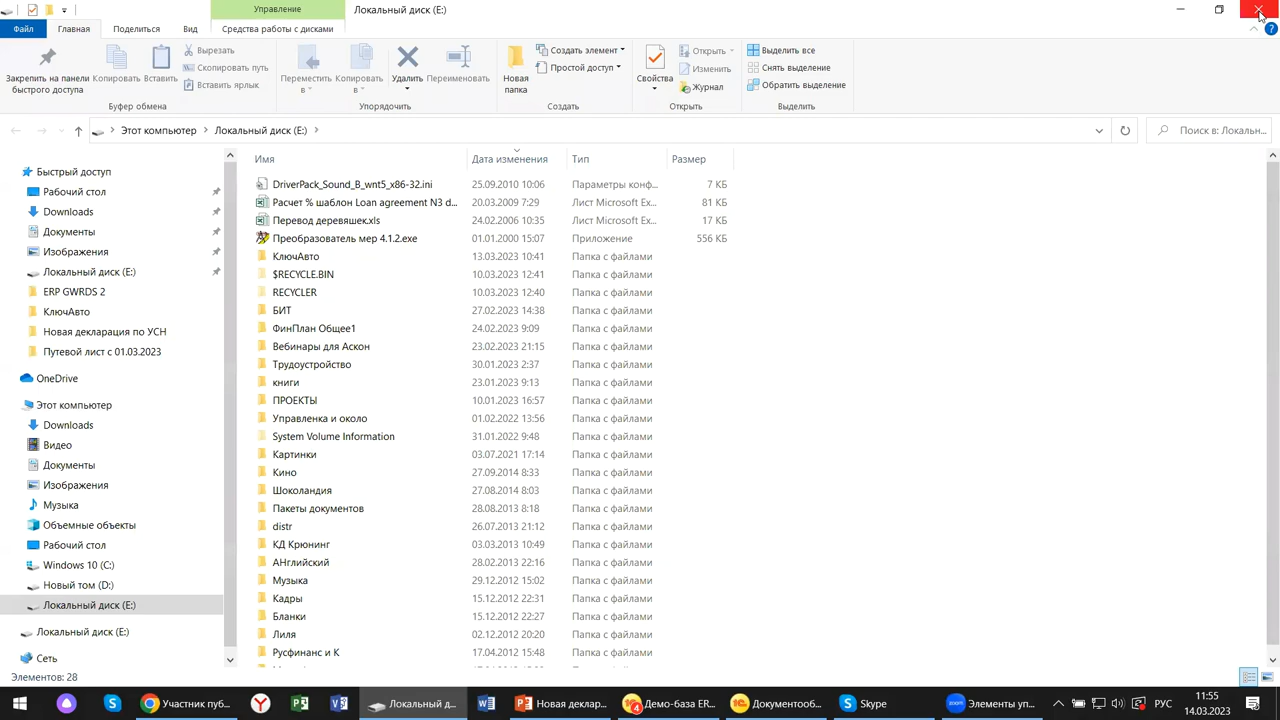 Управление
Локальный диск (E:)
Файл
Главная
Поделиться
Вид
Средства работы с дисками
Закрепить на панели быстрого доступа
Копировать
Вставить
Вырезать
Скопировать путь
Вставить ярлык
Буфер обмена
Переместить в
Копировать в
Удалить
Переименовать
Упорядочить
Новая папка
Создать элемент
Простой доступ
Создать
Свойства
Открыть
Изменить
Журнал
Открыть
Выделить все
Снять выделение
Обратить выделение
Выделить
Этот компьютер > Локальный диск (E:) >
Поиск в: Локальн...
Быстрый доступ
Рабочий стол
Downloads
Документы
Изображения
Локальный диск (E:)
ERP GWRDS 2
КлючАвто
Новая декларация по УСН
Путевой лист с 01.03.2023
OneDrive
Этот компьютер
Downloads
Видео
Документы
Изображения
Музыка
Объемные объекты
Рабочий стол
Windows 10 (C:)
Новый том (D:)
Локальный диск (E:)
Локальный диск (E:)
Сеть
Имя Дата изменения Тип Размер
DriverPack_Sound_B_wnt5_x86-32.ini 25.09.2010 10:06 Параметры конф... 7 КБ
Расчет % шаблон Loan agreement N3 d... 20.03.2009 7:29 Лист Microsoft Ex... 81 КБ
Перевод деревяшек.xls 24.02.2006 10:35 Лист Microsoft Ex... 17 КБ
Преобразователь мер 4.1.2.exe 01.01.2000 15:07 Приложение 556 КБ
КлючАвто 13.03.2023 10:41 Папка с файлами
$RECYCLE.BIN 10.03.2023 12:41 Папка с файлами
RECYCLER 10.03.2023 12:40 Папка с файлами
БИТ 27.02.2023 14:38 Папка с файлами
ФинПлан Общее1 24.02.2023 9:09 Папка с файлами
Вебинары для Аскон 23.02.2023 21:15 Папка с файлами
Трудоустройство 30.01.2023 2:37 Папка с файлами
книги 23.01.2023 9:13 Папка с файлами
ПРОЕКТЫ 10.01.2023 16:57 Папка с файлами
Управленка и около 01.02.2022 13:56 Папка с файлами
System Volume Information 31.01.2022 9:48 Папка с файлами
Картинки 03.07.2021 17:14 Папка с файлами
Кино 27.09.2014 8:33 Папка с файлами
Шоколандия 27.08.2014 8:03 Папка с файлами
Пакеты документов 28.08.2013 8:18 Папка с файлами
distr 26.07.2013 21:12 Папка с файлами
КД Крюнинг 03.03.2013 10:49 Папка с файлами
АНглийский 28.02.2013 22:16 Папка с файлами
Музыка 29.12.2012 15:02 Папка с файлами
Кадры 15.12.2012 22:31 Папка с файлами
Бланки 15.12.2012 22:27 Папка с файлами
Лиля 02.12.2012 20:20 Папка с файлами
Русфинанс и К 17.04.2012 15:48 Папка с файлами
Элементов: 28
Участник пуб...
Локальный д...
Новая деклар...
4
Демо-база ER...
Документооб...
Skype
Элементы уп...
РУС
11:55
14.03.2023